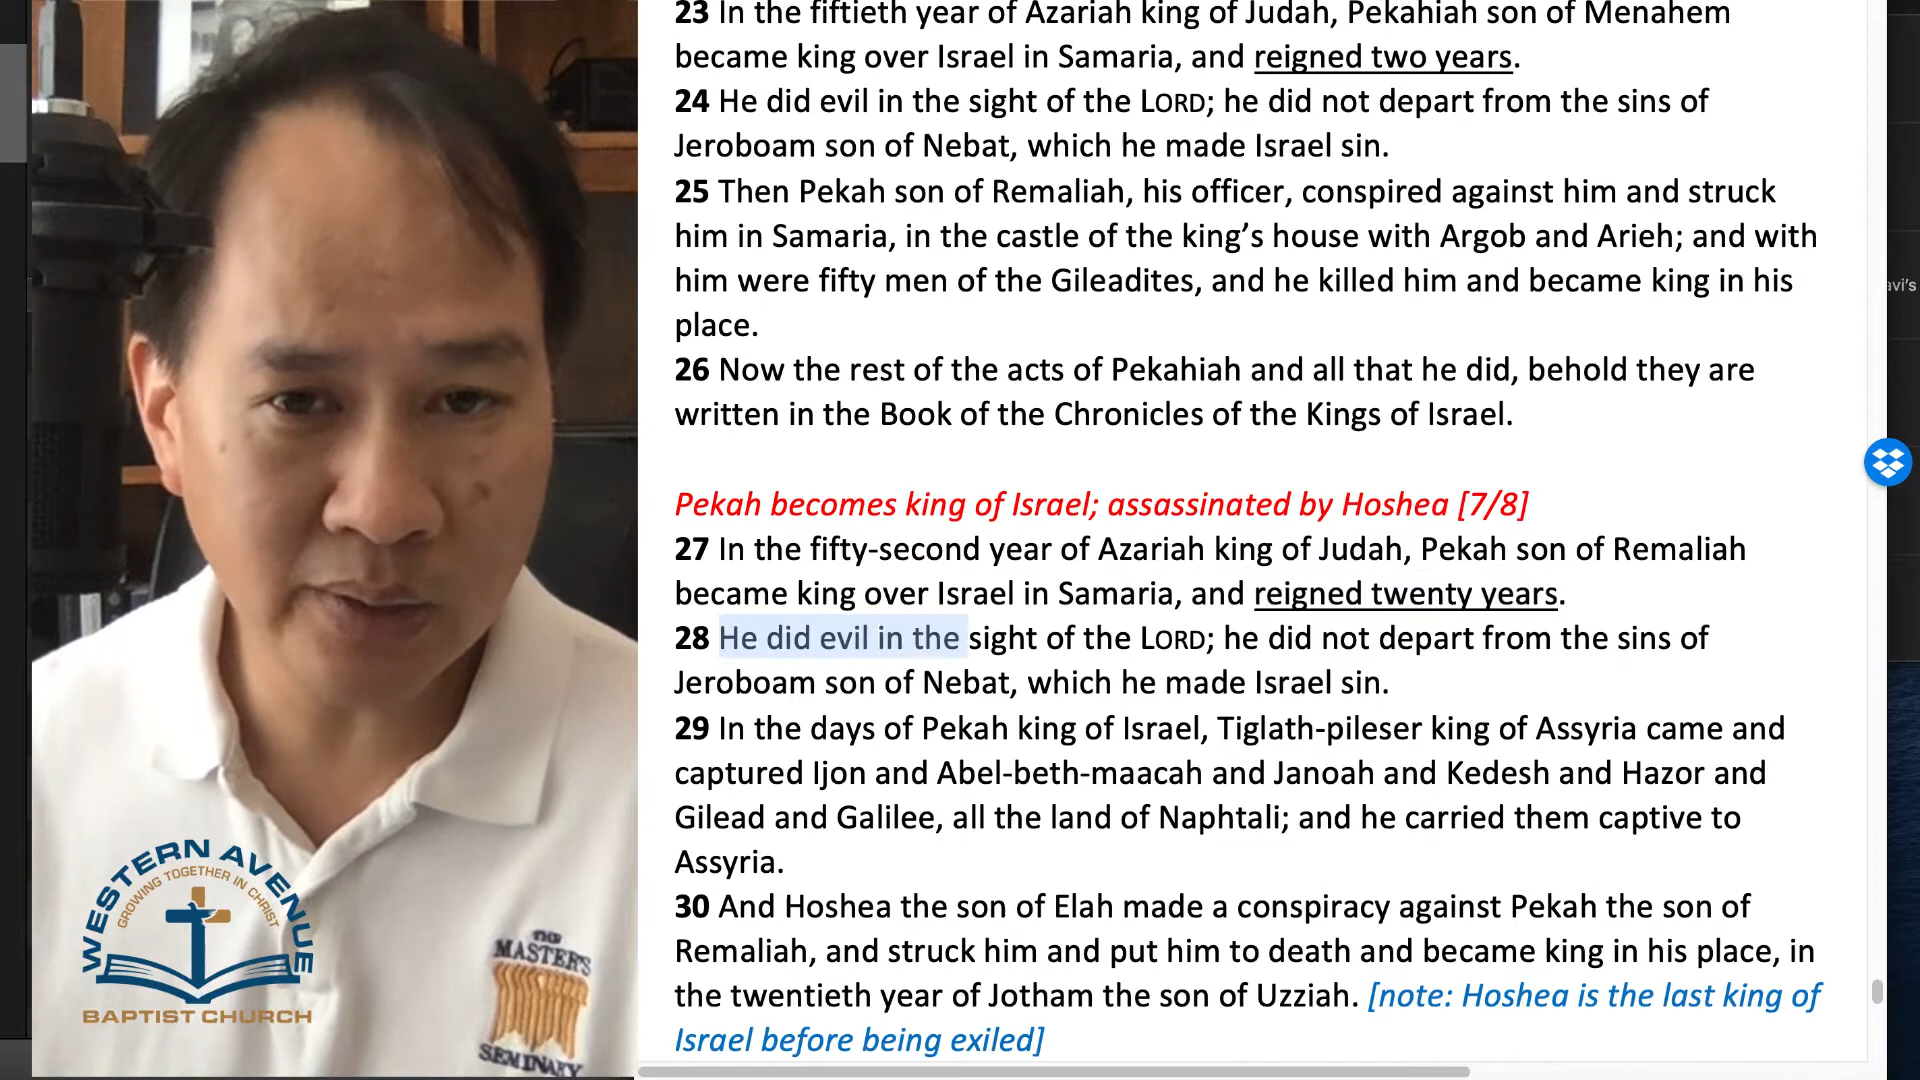 23 In the fiftieth year of Azariah king of Judah, Pekahiah son of Menahem
became king over Israel in Samaria, and reigned two years.
24 He did evil in the sight of the LORD; he did not depart from the sins of
Jeroboam son of Nebat, which he made Israel sin.
25 Then Pekah son of Remaliah, his officer, conspired against him and struck
him in Samaria, in the castle of the king’s house with Argob and Arieh; and with
him were fifty men of the Gileadites, and he killed him and became king in his
place.
26 Now the rest of the acts of Pekahiah and all that he did, behold they are
written in the Book of the Chronicles of the Kings of Israel.
Pekah becomes king of Israel; assassinated by Hoshea [7/8]
27 In the fifty-second year of Azariah king of Judah, Pekah son of Remaliah
became king over Israel in Samaria, and reigned twenty years.
28 He did evil in the sight of the LORD; he did not depart from the sins of
Jeroboam son of Nebat, which he made Israel sin.
29 In the days of Pekah king of Israel, Tiglath-pileser king of Assyria came and
captured Ijon and Abel-beth-maacah and Janoah and Kedesh and Hazor and
Gilead and Galilee, all the land of Naphtali; and he carried them captive to
Assyria.
30 And Hoshea the son of Elah made a conspiracy against Pekah the son of
Remaliah, and struck him and put him to death and became king in his place, in
the twentieth year of Jotham the son of Uzziah. [note: Hoshea is the last king of
Israel before being exiled]
WESTERN AVENUE
GROWING TOGETHER IN CHRIST
BAPTIST CHURCH
THE
MASTER'S
SEMINARY